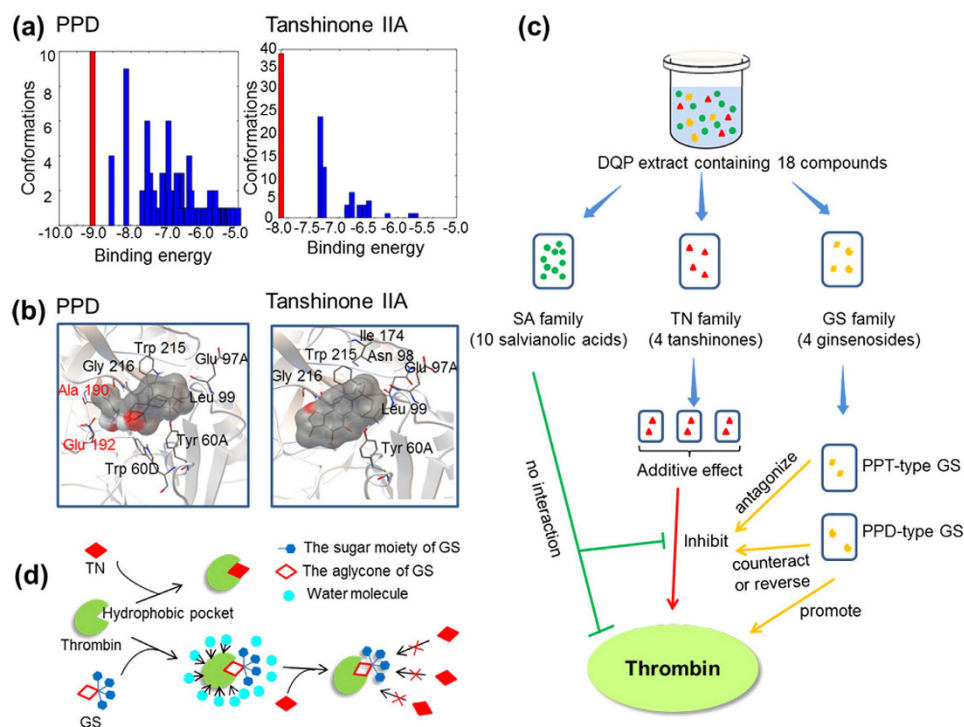 (a)
PPD
Conformations
10
8
6
4
2
0
-10.0 -9.0 -8.0 -7.0 -6.0 -5.0
Binding energy
Tanshinone IIA
Conformations
40
35
30
25
20
15
10
5
0
-8.0 -7.5 -7.0 -6.5 -6.0 -5.5 -5.0
Binding energy
(b)
PPD
Trp 215
Glu 97A
Gly 216
Ala 190
Leu 99
Glu 192
Tyr 60A
Trp 60D
Tanshinone IIA
Ile 174
Trp 215 Asn 98
Glu 97A
Gly 216
Leu 99
Tyr 60A
(c)
DQP extract containing 18 compounds
SA family
(10 salvianolic acids)
TN family
(4 tanshinones)
GS family
(4 ginsenosides)
Additive effect
no interaction
Inhibit
antagonize
PPT-type GS
PPD-type GS
counteract
or reverse
promote
Thrombin
(d)
TN
Hydrophobic pocket
Thrombin
GS
The sugar moiety of GS
The aglycone of GS
Water molecule